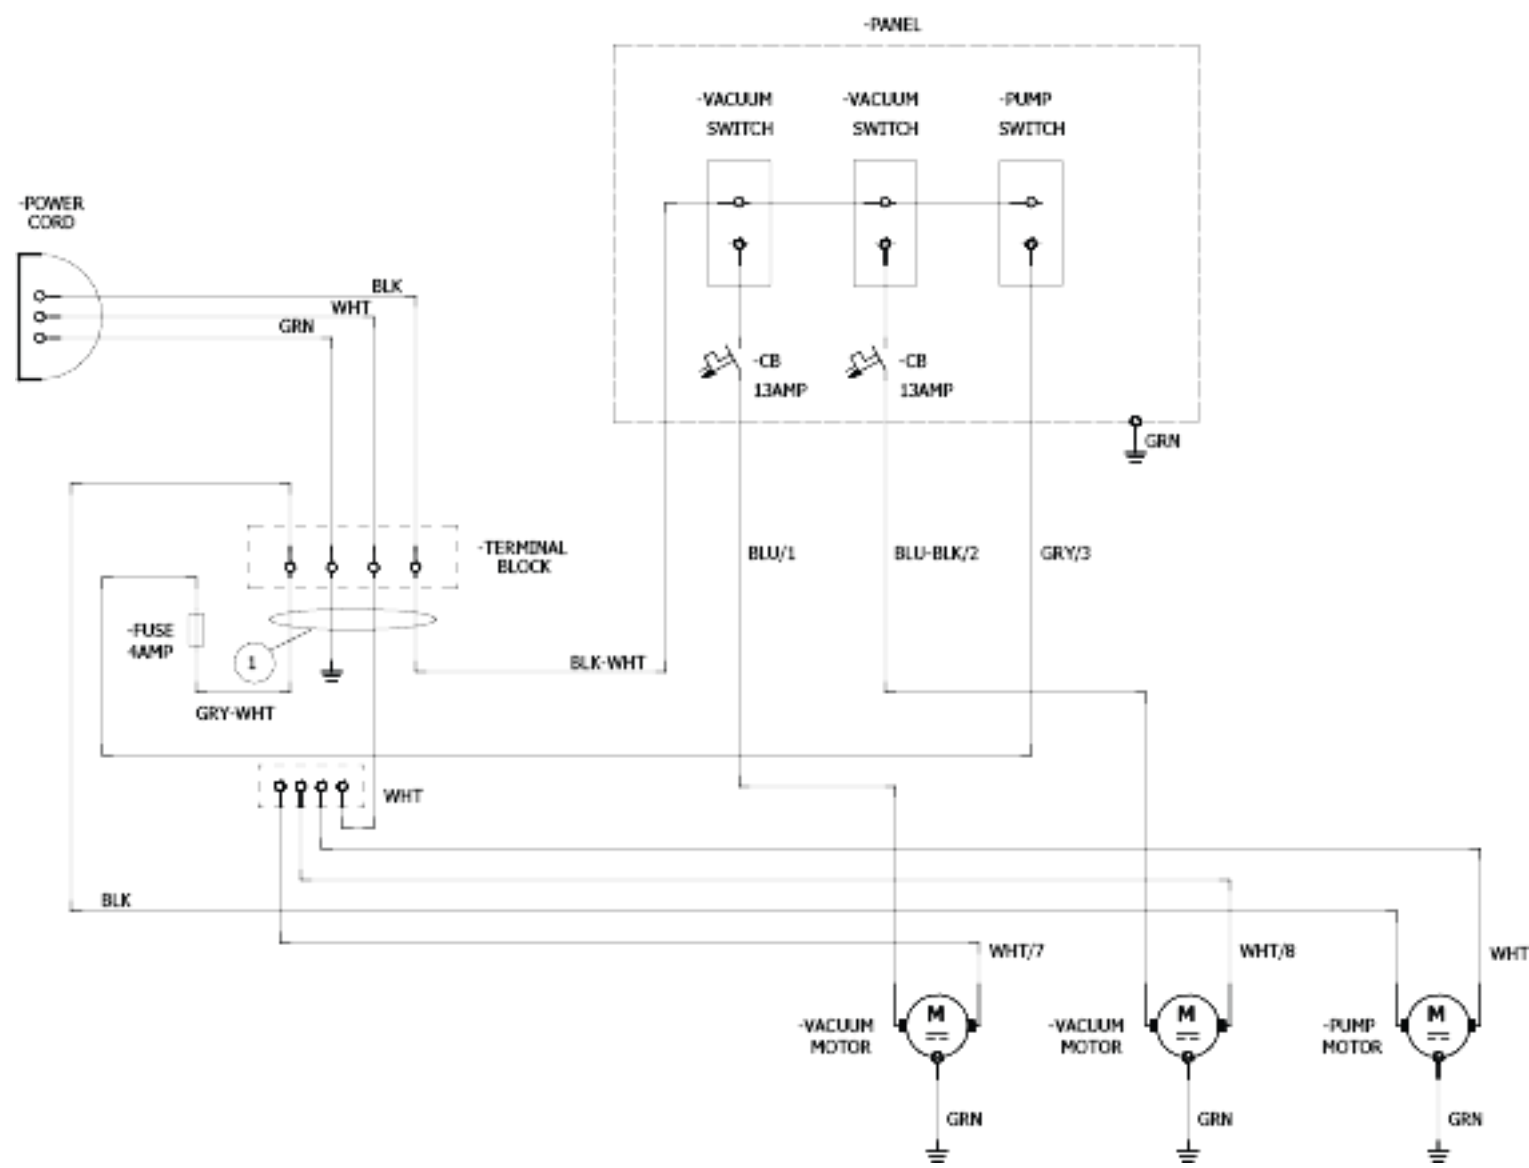 -PANEL
-VACUUM
SWITCH
-VACUUM
SWITCH
-PUMP
SWITCH
-POWER
CORD
BLK
WHT
GRN
-CB
13AMP
-CB
13AMP
GRN
-TERMINAL
BLOCK
BLU/1
BLU-BLK/2
GRY/3
-FUSE
4AMP
1
BLK-WHT
GRY-WHT
WHT
BLK
WHT/7
WHT/8
WHT
-VACUUM
MOTOR
M
-VACUUM
MOTOR
M
-PUMP
MOTOR
M
GRN
GRN
GRN